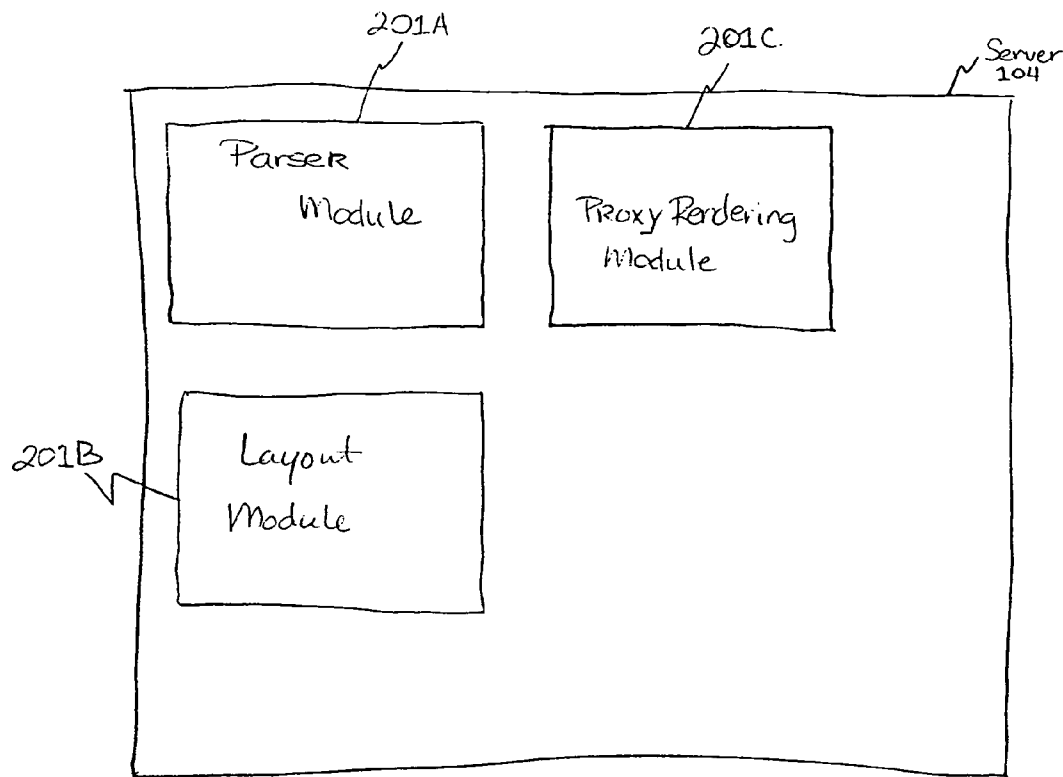 201A
201C.
Server
104
Parser
Module
Proxy Rendering
Module
201B
Layout
Module